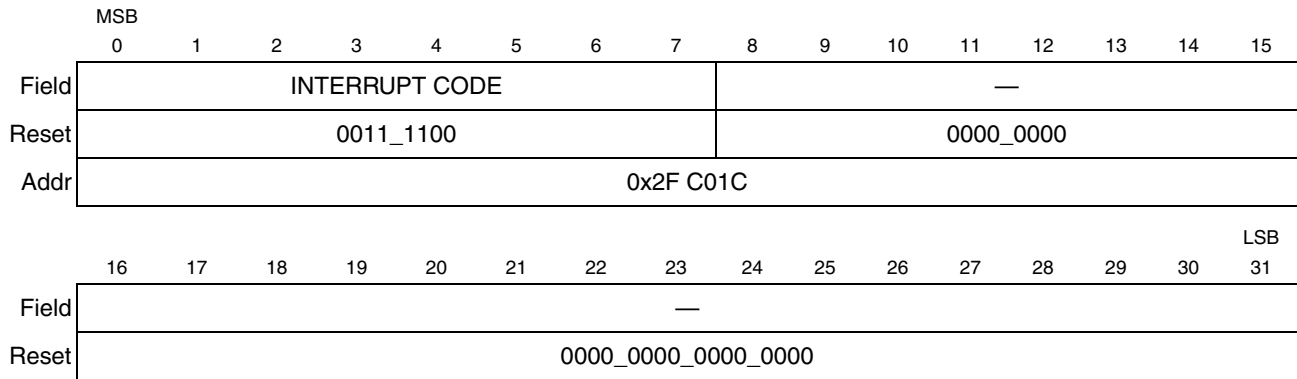 MSB
0 1 2 3 4 5 6 7 8 9 10 11 12 13 14 15
Field INTERRUPT CODE —
Reset 0011_1100 0000_0000
Addr 0x2F C01C
LSB
16 17 18 19 20 21 22 23 24 25 26 27 28 29 30 31
Field —
Reset 0000_0000_0000_0000